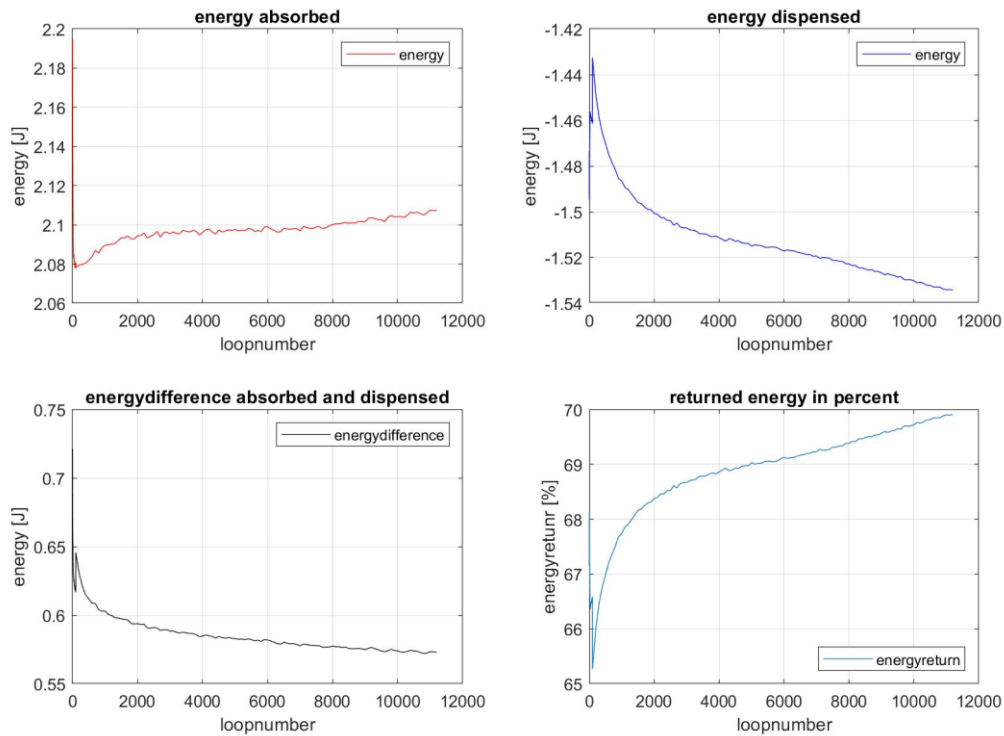 energy absorbed
2.2
2.18
2.16
2.14
2.12
2.1
2.08
2.06
energy [J]
energy
0 2000 4000 6000 8000 10000 12000
loopnumber
energy dispensed
-1.42
-1.44
-1.46
-1.48
-1.5
-1.52
-1.54
energy [J]
energy
0 2000 4000 6000 8000 10000 12000
loopnumber
energydifference absorbed and dispensed
0.75
0.7
0.65
0.6
0.55
energy [J]
energydifference
0 2000 4000 6000 8000 10000 12000
loopnumber
returned energy in percent
70
69
68
67
66
65
energyretunr [%]
energyreturn
0 2000 4000 6000 8000 10000 12000
loopnumber